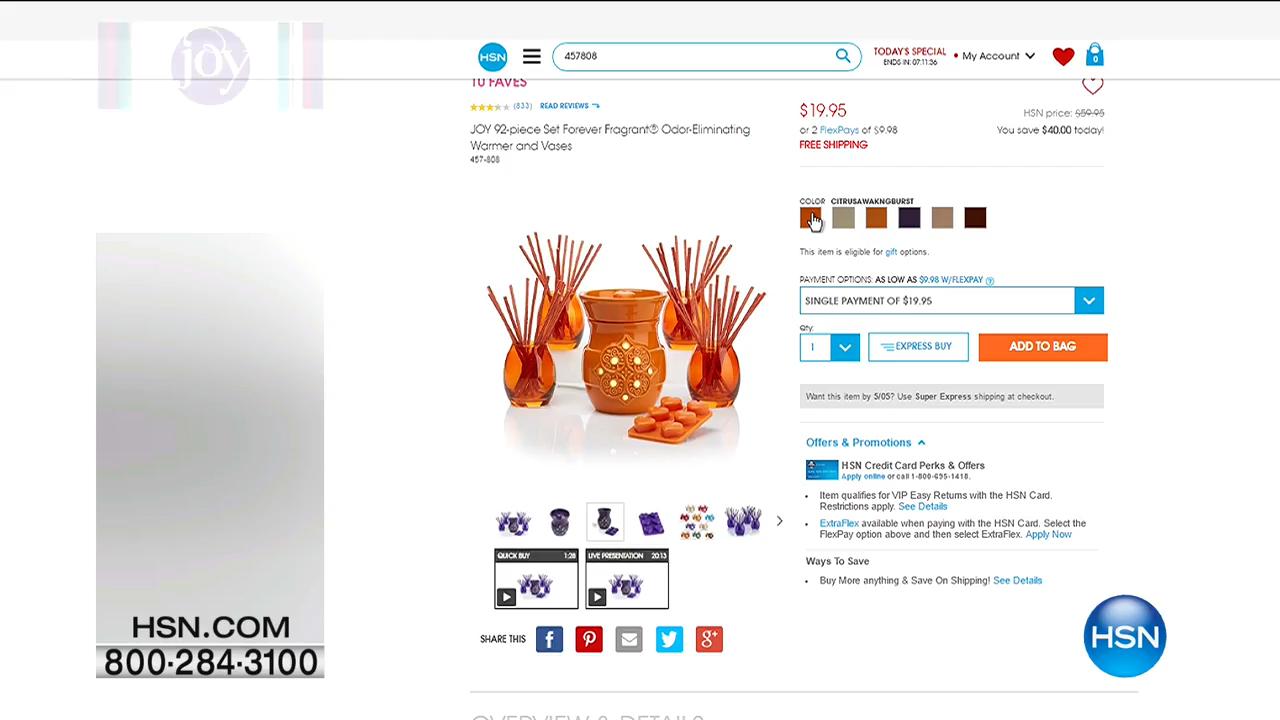 joy
HSN
457808
TODAY'S SPECIAL
ENDS IN: 07:11:36
My Account
0
10 FAVES
(833) READ REVIEWS
JOY 92-piece Set Forever Fragrant® Odor-Eliminating
Warmer and Vases
457-808
$19.95
HSN price: $59.95
or 2 FlexPays of $9.98
You save $40.00 today!
FREE SHIPPING
COLOR CITRUSAWAKNGBURST
This item is eligible for gift options.
PAYMENT OPTIONS: AS LOW AS $9.98 W/FLEXPAY ?
SINGLE PAYMENT OF $19.95
Qty:
1
EXPRESS BUY
ADD TO BAG
Want this item by 5/05? Use Super Express shipping at checkout.
Offers & Promotions
HSN Credit Card Perks & Offers
Apply online or call 1-800-695-1418.
• Item qualifies for VIP Easy Returns with the HSN Card.
Restrictions apply. See Details
• ExtraFlex available when paying with the HSN Card. Select the
FlexPay option above and then select ExtraFlex. Apply Now
Ways To Save
• Buy More anything & Save On Shipping! See Details
QUICK BUY 1:28
LIVE PRESENTATION 20:13
SHARE THIS
f
g+
HSN.COM
800·284·3100
HSN
OVERVIEW & DETAILS